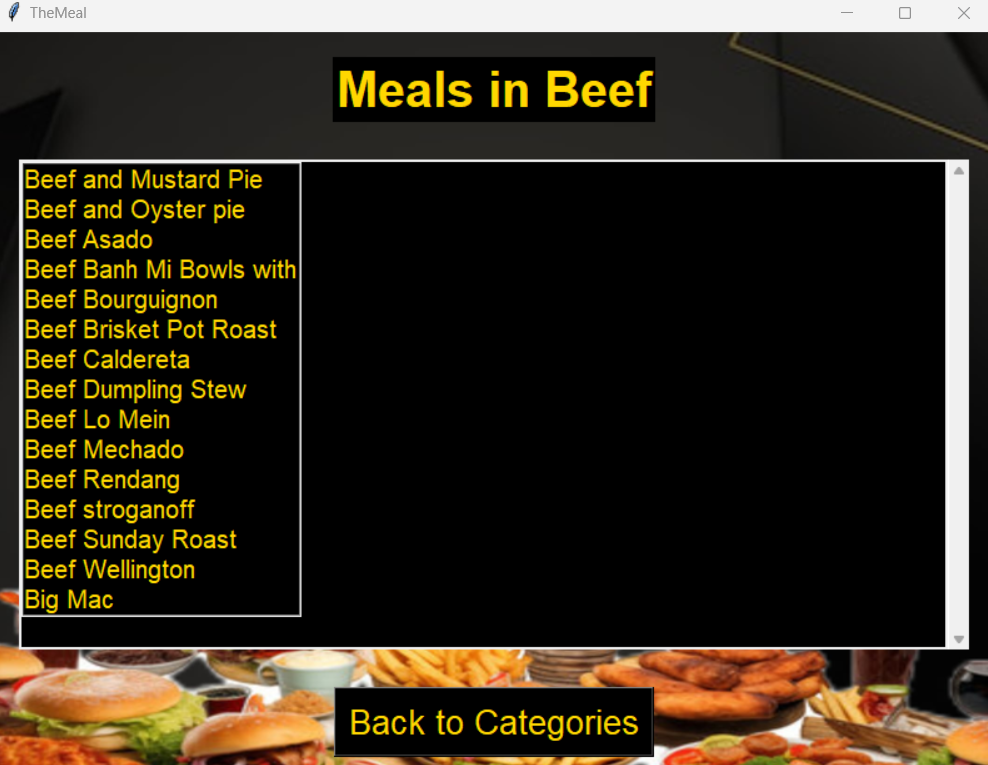 TheMeal
Meals in Beef
Beef and Mustard Pie
Beef and Oyster pie
Beef Asado
Beef Banh Mi Bowls with
Beef Bourguignon
Beef Brisket Pot Roast
Beef Caldereta
Beef Dumpling Stew
Beef Lo Mein
Beef Mechado
Beef Rendang
Beef stroganoff
Beef Sunday Roast
Beef Wellington
Big Mac
Back to Categories